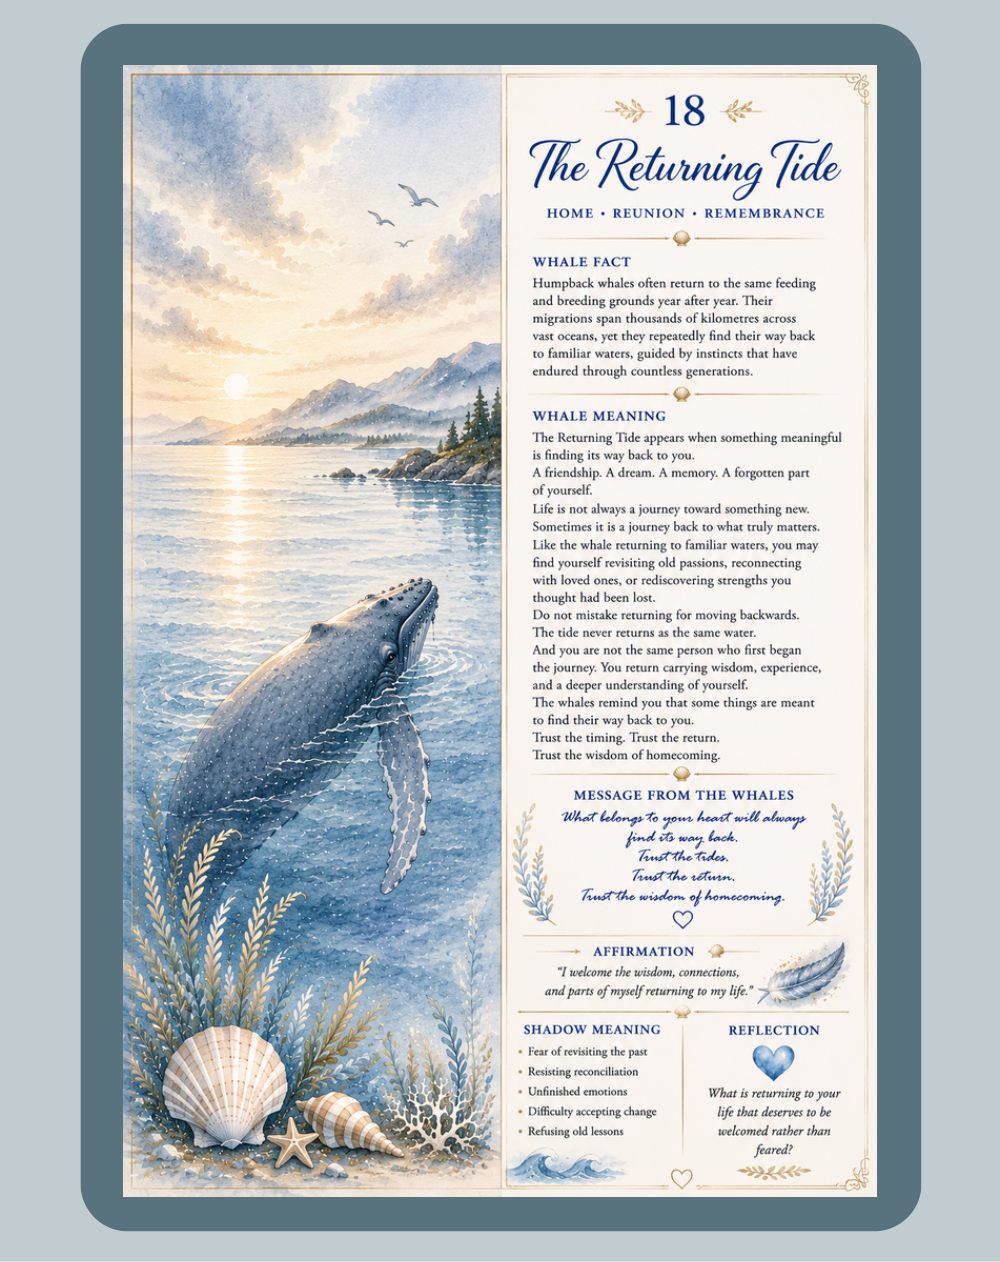 18
The Returning Tide
HOME • REUNION • REMEMBRANCE
WHALE FACT
Humpback whales often return to the same feeding
and breeding grounds year after year. Their
migrations span thousands of kilometres across
vast oceans, yet they repeatedly find their way back
to familiar waters, guided by instincts that have
endured through countless generations.
WHALE MEANING
The Returning Tide appears when something meaningful
is finding its way back to you.
A friendship. A dream. A memory. A forgotten part
of yourself.
Life is not always a journey toward something new.
Sometimes it is a journey back to what truly matters.
Like the whale returning to familiar waters, you may
find yourself revisiting old passions, reconnecting
with loved ones, or rediscovering strengths you
thought had been lost.
Do not mistake returning for moving backwards.
The tide never returns as the same water.
And you are not the same person who first began
the journey. You return carrying wisdom, experience,
and a deeper understanding of yourself.
The whales remind you that some things are meant
to find their way back to you.
Trust the timing. Trust the return.
Trust the wisdom of homecoming.
MESSAGE FROM THE WHALES
What belongs to your heart will always
find its way back.
Trust the tides.
Trust the return.
Trust the wisdom of homecoming.
AFFIRMATION
"I welcome the wisdom, connections,
and parts of myself returning to my life."
SHADOW MEANING
• Fear of revisiting the past
• Resisting reconciliation
• Unfinished emotions
• Difficulty accepting change
• Refusing old lessons
REFLECTION
What is returning to your
life that deserves to be
welcomed rather than
feared?